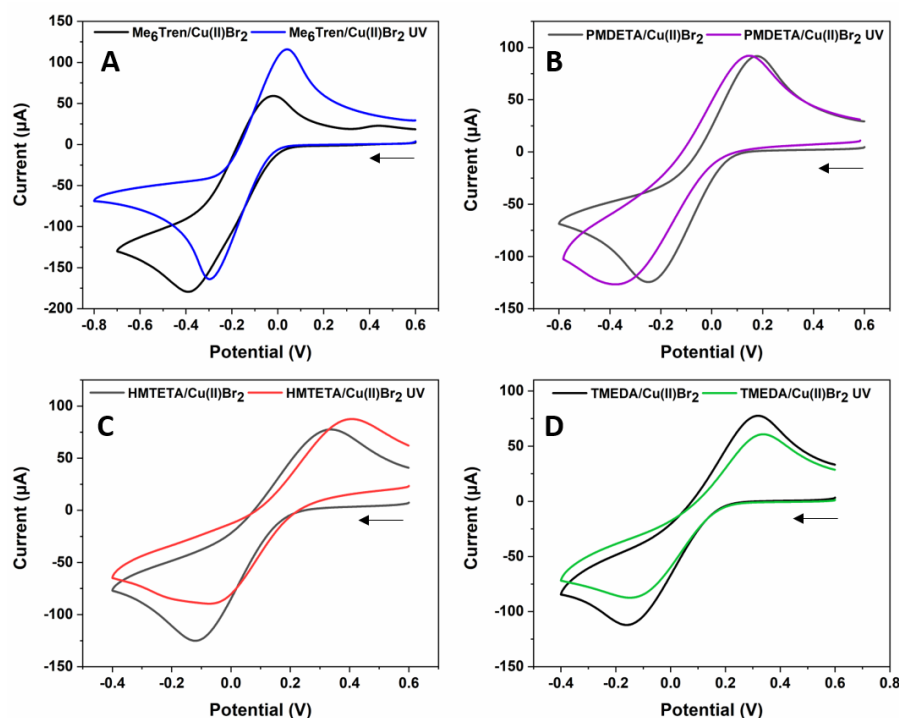 Me₆Tren/Cu(II)Br₂ Me₆Tren/Cu(II)Br₂ UV
A
100
50
0
-50
-100
-150
-200
Current (µA)
-0.8 -0.6 -0.4 -0.2 0.0 0.2 0.4 0.6
Potential (V)
PMDETA/Cu(II)Br₂ PMDETA/Cu(II)Br₂ UV
B
100
50
0
-50
-100
-150
Current (µA)
-0.6 -0.4 -0.2 0.0 0.2 0.4 0.6
Potential (V)
HMTETA/Cu(II)Br₂ HMTETA/Cu(II)Br₂ UV
C
100
50
0
-50
-100
-150
Current (µA)
-0.4 -0.2 0.0 0.2 0.4 0.6
Potential (V)
TMEDA/Cu(II)Br₂ TMEDA/Cu(II)Br₂ UV
D
100
50
0
-50
-100
-150
Current (µA)
-0.4 -0.2 0.0 0.2 0.4 0.6 0.8
Potential (V)